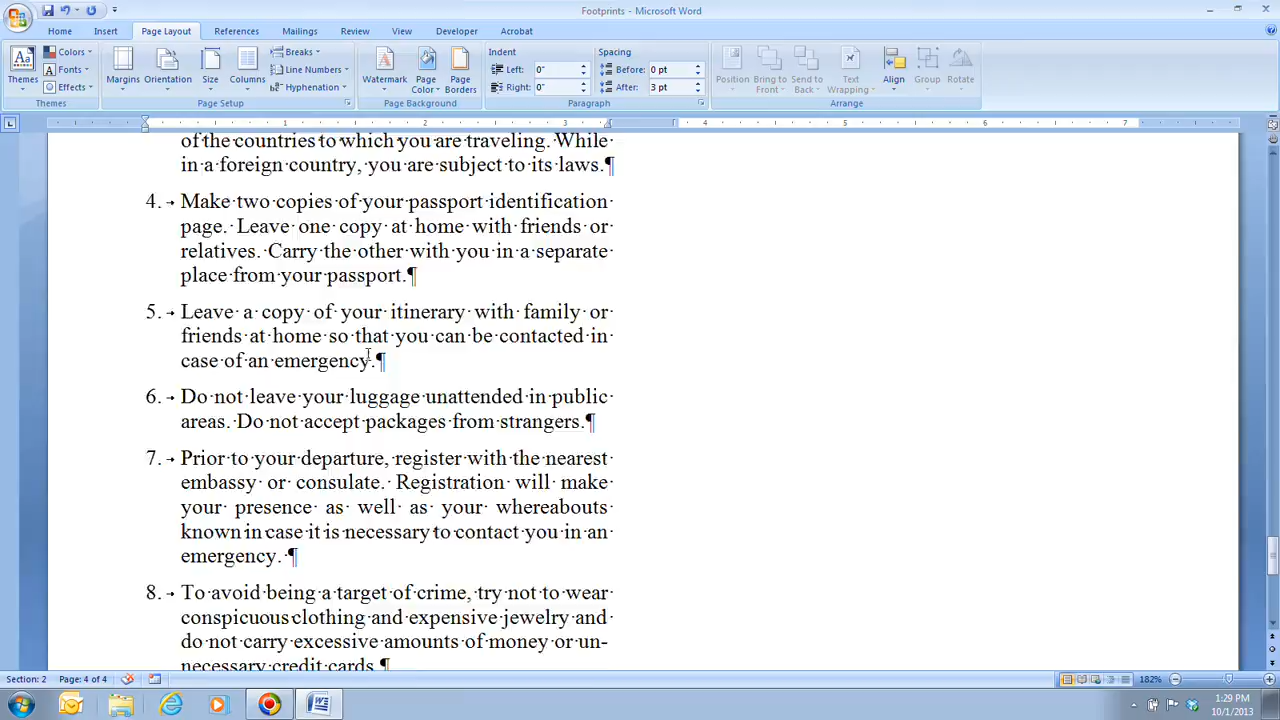 Footprints - Microsoft Word
Home Insert Page Layout References Mailings Review View Developer Acrobat
Themes Colors Fonts Effects Margins Orientation Size Columns Breaks Line Numbers Hyphenation Watermark Page Color Page Borders Indent Left: 0" Right: 0" Spacing Before: 0 pt After: 3 pt Position Bring to Front Send to Back Text Wrapping Align Group Rotate
Themes Page Setup Page Background Paragraph Arrange
1 2 3 4 5 6 7
of the countries to which you are traveling. While
in a foreign country, you are subject to its laws.¶
4. Make two copies of your passport identification
page. Leave one copy at home with friends or
relatives. Carry the other with you in a separate
place from your passport.¶
5. Leave a copy of your itinerary with family or
friends at home so that you can be contacted in
case of an emergency.¶
6. Do not leave your luggage unattended in public
areas. Do not accept packages from strangers.¶
7. Prior to your departure, register with the nearest
embassy or consulate. Registration will make
your presence as well as your whereabouts
known in case it is necessary to contact you in an
emergency. ¶
8. To avoid being a target of crime, try not to wear
conspicuous clothing and expensive jewelry and
do not carry excessive amounts of money or un-
necessary credit cards.¶
Section: 2 Page: 4 of 4 182%
1:29 PM
10/1/2013